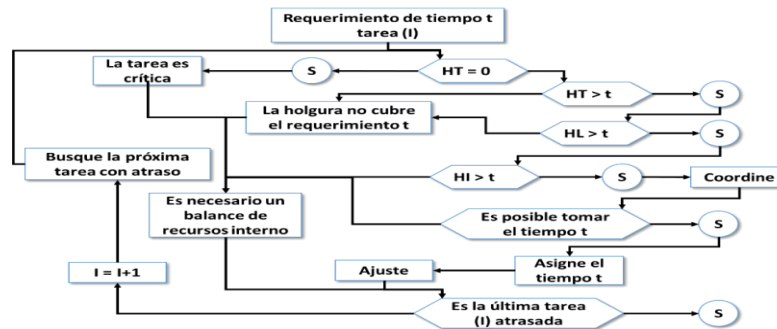 Requerimiento de tiempo t
tarea (I)
La tarea es
crítica
S
HT = 0
HT > t
S
La holgura no cubre
el requerimiento t
HL > t
S
Busque la próxima
tarea con atraso
HI > t
S
Coordine
Es necesario un
balance de
recursos interno
Es posible tomar
el tiempo t
S
I = I+1
Ajuste
Asigne el
tiempo t
Es la última tarea
(I) atrasada
S